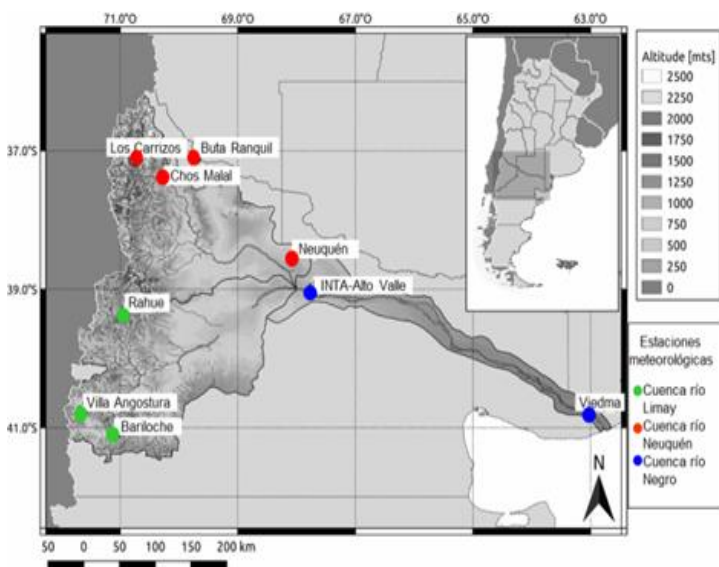 71.0°O 69.0°O 67.0°O 65.0°O 63.0°O
37.0°S
39.0°S
41.0°S
Los Carrizos
Buta Ranquil
Chos Malal
Neuquén
INTA-Alto Valle
Rahue
Villa Angostura
Bariloche
Viedma
N
50 0 50 100 150 200 km
Altitude [mts]
2500
2250
2000
1750
1500
1250
1000
750
500
250
0
Estaciones
meteorológicas
Cuenca río
Limay
Cuenca río
Neuquén
Cuenca río
Negro